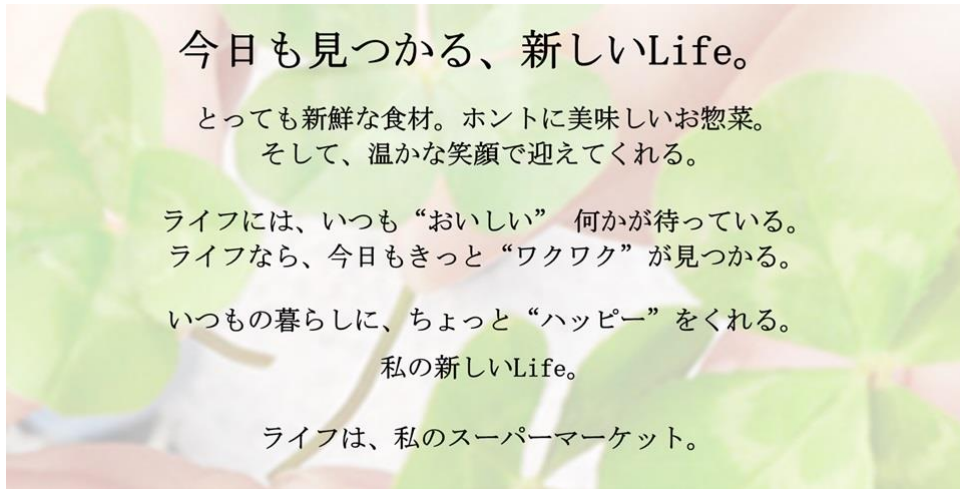 今日も見つかる、新しいLife。
とっても新鮮な食材。ホントに美味しいお惣菜。
そして、温かな笑顔で迎えてくれる。
ライフには、いつも“おいしい” 何かが待っている。
ライフなら、今日もきっと“ワクワク”が見つかる。
いつもの暮らしに、ちょっと“ハッピー”をくれる。
私の新しいLife。
ライフは、私のスーパーマーケット。